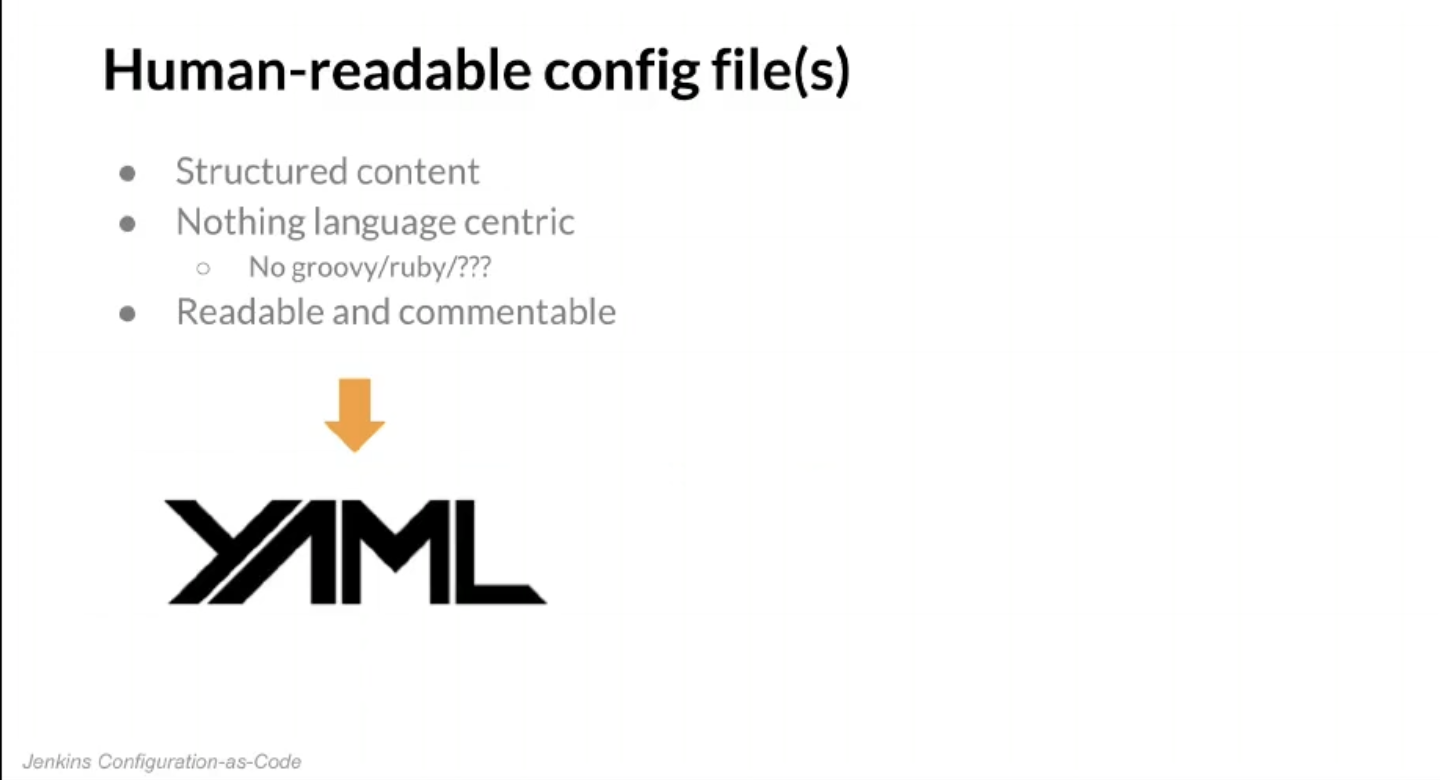 Human-readable config file(s)
● Structured content
● Nothing language centric
○ No groovy/ruby/???
● Readable and commentable
YAML
Jenkins Configuration-as-Code